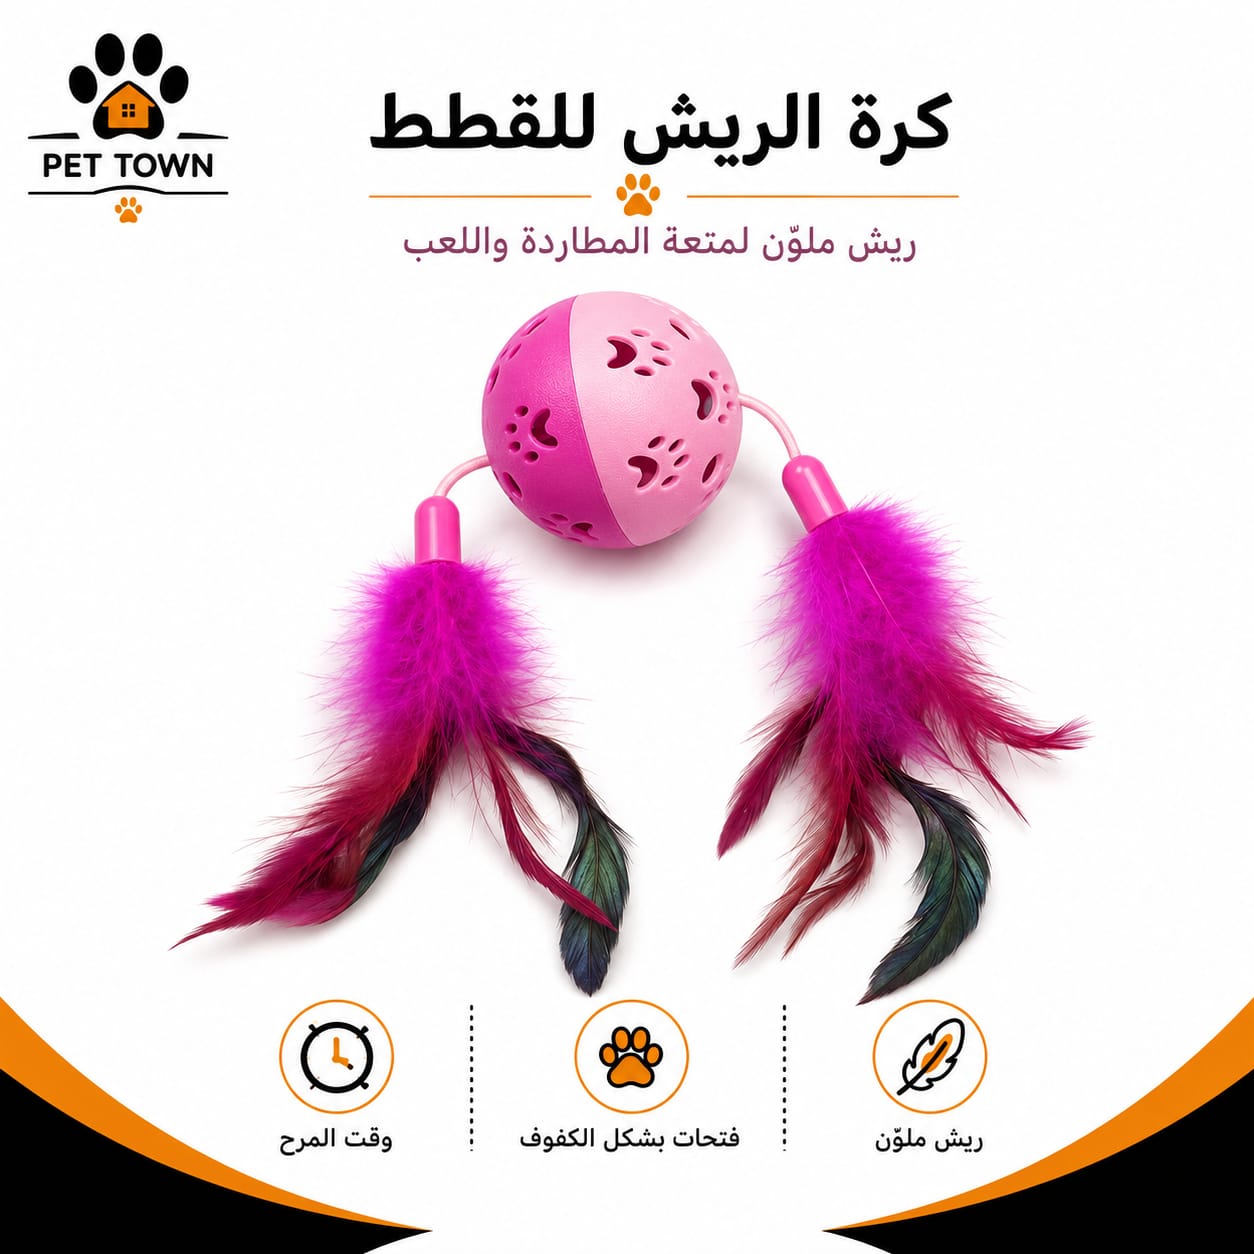 PET TOWN
كرة الريش للقطط
ريش ملوّن لمتعة المطاردة واللعب
ريش ملوّن
فتحات بشكل الكفوف
وقت المرح